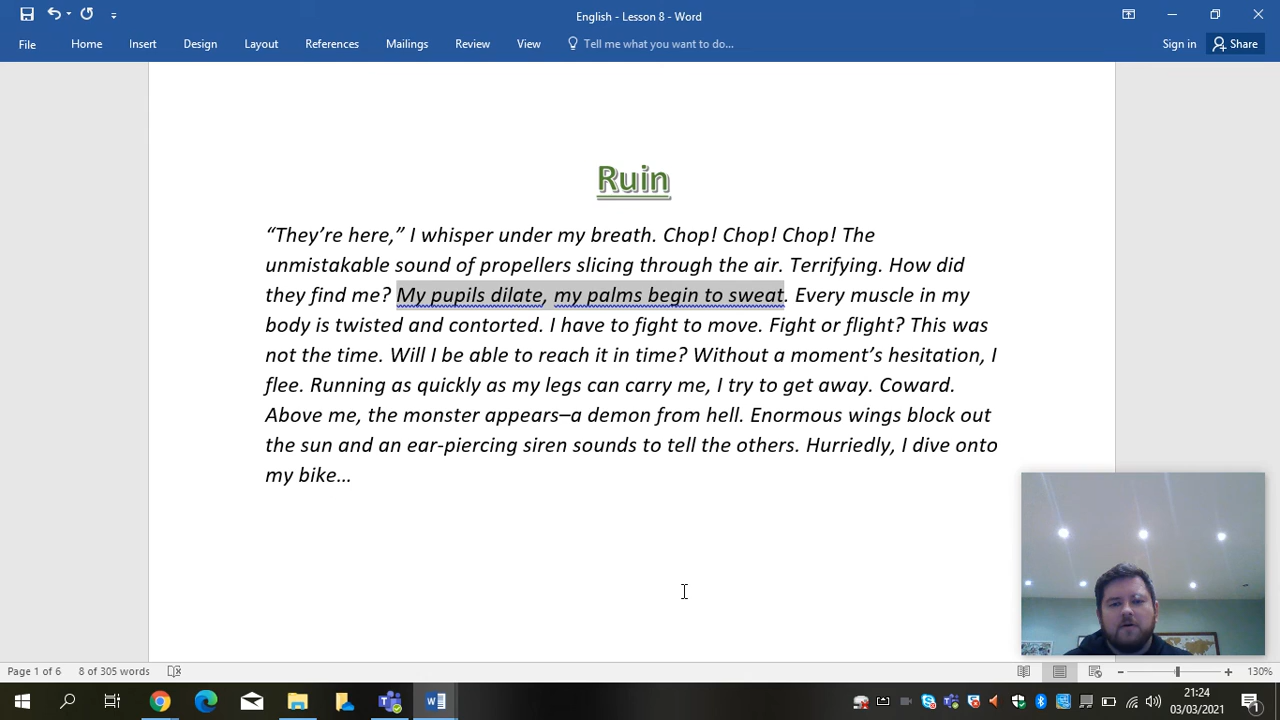 English - Lesson 8 - Word
File Home Insert Design Layout References Mailings Review View Tell me what you want to do... Sign in Share
Ruin
“They’re here,” I whisper under my breath. Chop! Chop! Chop! The
unmistakable sound of propellers slicing through the air. Terrifying. How did
they find me? My pupils dilate, my palms begin to sweat. Every muscle in my
body is twisted and contorted. I have to fight to move. Fight or flight? This was
not the time. Will I be able to reach it in time? Without a moment’s hesitation, I
flee. Running as quickly as my legs can carry me, I try to get away. Coward.
Above me, the monster appears–a demon from hell. Enormous wings block out
the sun and an ear-piercing siren sounds to tell the others. Hurriedly, I dive onto
my bike…
Page 1 of 6 8 of 305 words 130%
21:24
03/03/2021